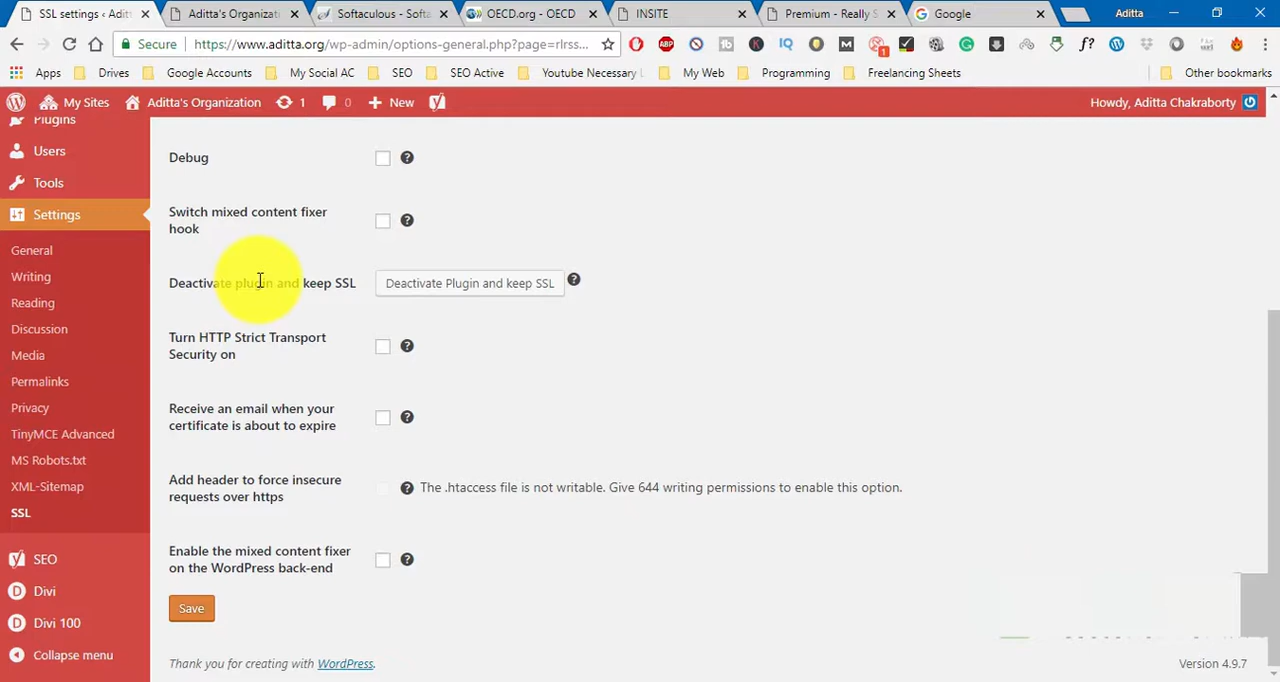 SSL settings ‹ Aditt
Aditta's Organizati
Softaculous - Softa
OECD.org - OECD
INSITE
Premium - Really S
Google
Aditta
Secure
https://www.aditta.org/wp-admin/options-general.php?page=rlrss...
Apps
Drives
Google Accounts
My Social AC
SEO
SEO Active
Youtube Necessary
My Web
Programming
Freelancing Sheets
Other bookmarks
My Sites
Aditta's Organization
1
0
New
Howdy, Aditta Chakraborty
Plugins
Users
Tools
Settings
General
Writing
Reading
Discussion
Media
Permalinks
Privacy
TinyMCE Advanced
MS Robots.txt
XML-Sitemap
SSL
SEO
Divi
Divi 100
Collapse menu
Debug
Switch mixed content fixer
hook
Deactivate plugin and keep SSL
Deactivate Plugin and keep SSL
Turn HTTP Strict Transport
Security on
Receive an email when your
certificate is about to expire
Add header to force insecure
requests over https
The .htaccess file is not writable. Give 644 writing permissions to enable this option.
Enable the mixed content fixer
on the WordPress back-end
Save
Thank you for creating with WordPress.
Version 4.9.7